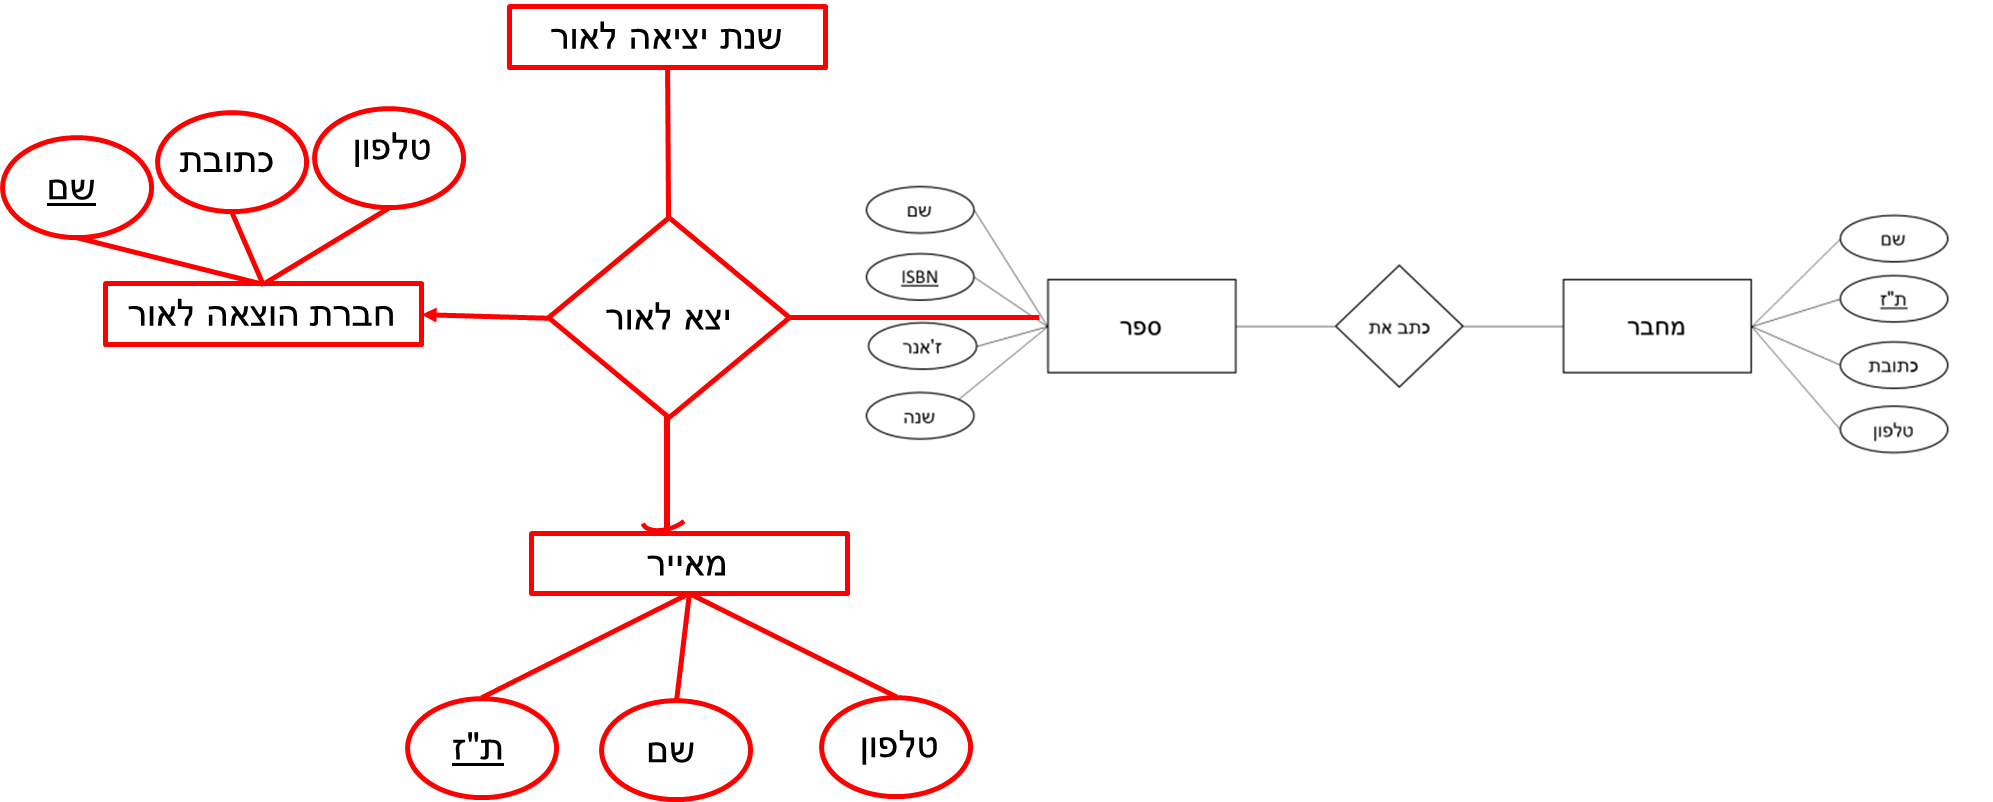 שנת יציאה לאור
טלפון
כתובת
שם
חברת הוצאה לאור
יצא לאור
שם
ISBN
ז'אנר
שנה
ספר
כתב את
מחבר
שם
ת"ז
כתובת
טלפון
מאייר
טלפון
שם
ת"ז